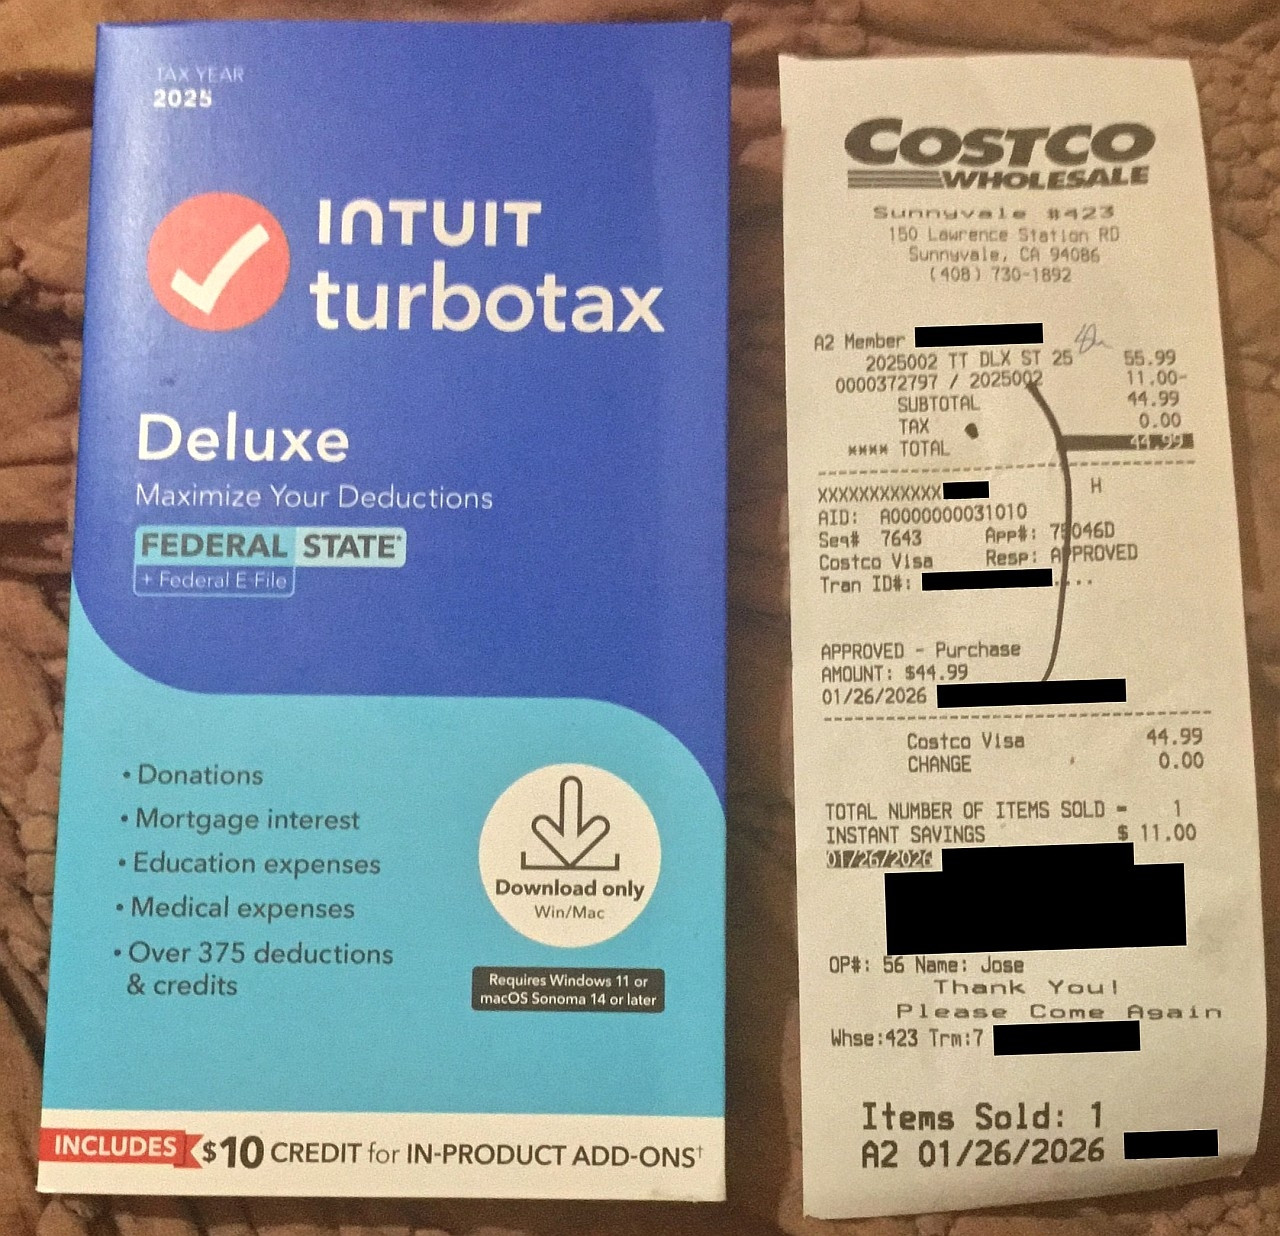 TAX YEAR
2025
INTUIT
turbotax
Deluxe
Maximize Your Deductions
FEDERAL STATE*
+ Federal E-File
• Donations
• Mortgage interest
• Education expenses
• Medical expenses
• Over 375 deductions
& credits
Download only
Win/Mac
Requires Windows 11 or
macOS Sonoma 14 or later
INCLUDES $10 CREDIT for IN-PRODUCT ADD-ONS†
COSTCO
WHOLESALE
Sunnyvale #423
150 Lawrence Station RD
Sunnyvale, CA 94086
(408) 730-1892
A2 Member
2025002 TT DLX ST 25 55.99
0000372797 / 2025002 11.00-
SUBTOTAL 44.99
TAX 0.00
**** TOTAL 44.99
XXXXXXXXXXXX H
AID: A0000000031010
Seq# 7643 App#: 75046D
Costco Visa Resp: APPROVED
Tran ID#: ....
APPROVED - Purchase
AMOUNT: $44.99
01/26/2026
Costco Visa 44.99
CHANGE 0.00
TOTAL NUMBER OF ITEMS SOLD = 1
INSTANT SAVINGS $ 11.00
01/26/2026
OP#: 56 Name: Jose
Thank You!
Please Come Again
Whse:423 Trm:7
Items Sold: 1
A2 01/26/2026